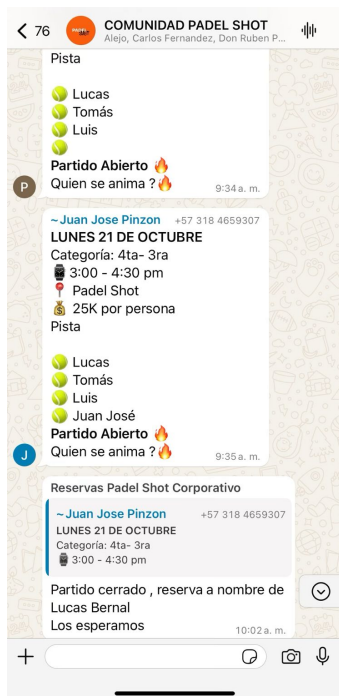 76
COMUNIDAD PADEL SHOT
Alejo, Carlos Fernandez, Don Ruben P...
Pista
Lucas
Tomás
Luis
Partido Abierto 🔥
Quien se anima ?🔥
9:34 a. m.
P
~Juan Jose Pinzon +57 318 4659307
LUNES 21 DE OCTUBRE
Categoría: 4ta- 3ra
3:00 - 4:30 pm
Padel Shot
25K por persona
Pista
Lucas
Tomás
Luis
Juan José
Partido Abierto 🔥
Quien se anima ?🔥
9:35 a. m.
J
Reservas Padel Shot Corporativo
~Juan Jose Pinzon +57 318 4659307
LUNES 21 DE OCTUBRE
Categoría: 4ta- 3ra
3:00 - 4:30 pm
Partido cerrado , reserva a nombre de
Lucas Bernal
Los esperamos
10:02 a. m.